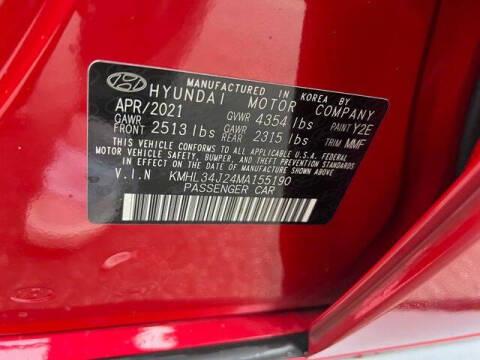 MANUFACTURED IN KOREA BY
HYUNDAI MOTOR COMPANY
APR/2021 GVWR 4354 lbs PAINT Y2E
GAWR FRONT 2513 lbs GAWR REAR 2315 lbs TRIM MMF
THIS VEHICLE CONFORMS TO ALL APPLICABLE U.S.A. FEDERAL
MOTOR VEHICLE SAFETY, BUMPER, AND THEFT PREVENTION
STANDARDS IN EFFECT ON THE DATE OF MANUFACTURE SHOWN ABOVE.
V.I.N KMHL34J24MA155190
PASSENGER CAR